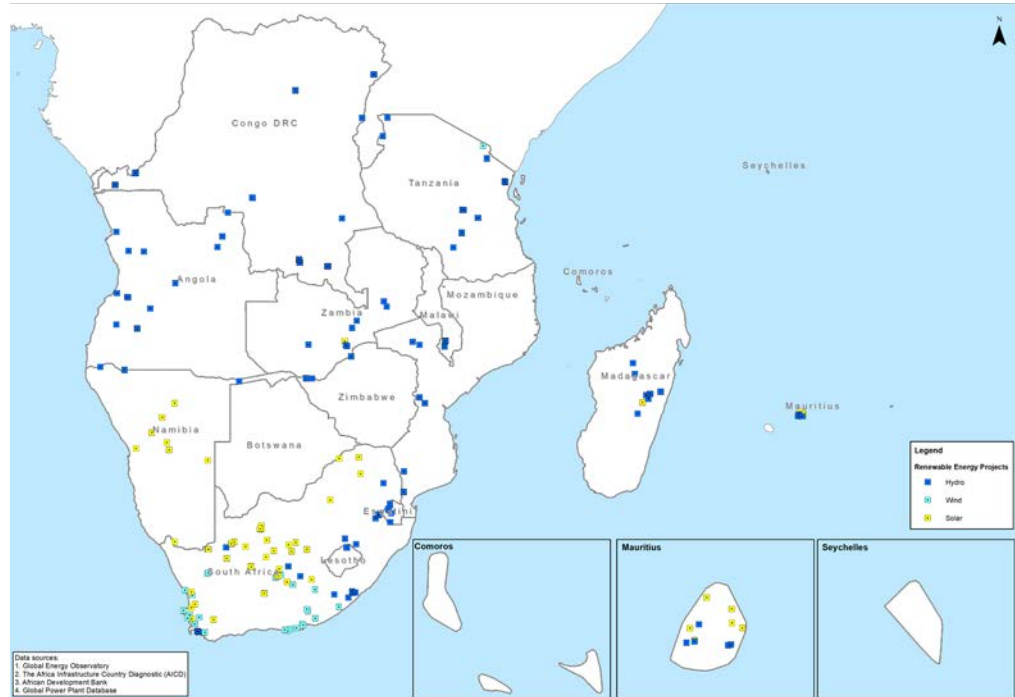 N
Congo DRC
Seychelles
Tanzania
Comoros
Angola
Mozambique
Zambia
Malawi
Madagascar
Mauritius
Zimbabwe
Namibia
Botswana
Eswatini
Lesotho
South Africa
Legend
Renewable Energy Projects
Hydro
Wind
Solar
Comoros
Mauritius
Seychelles
Data sources:
1. Global Energy Observatory
2. The Africa Infrastructure Country Diagnostic (AICD)
3. African Development Bank
4. Global Power Plant Database